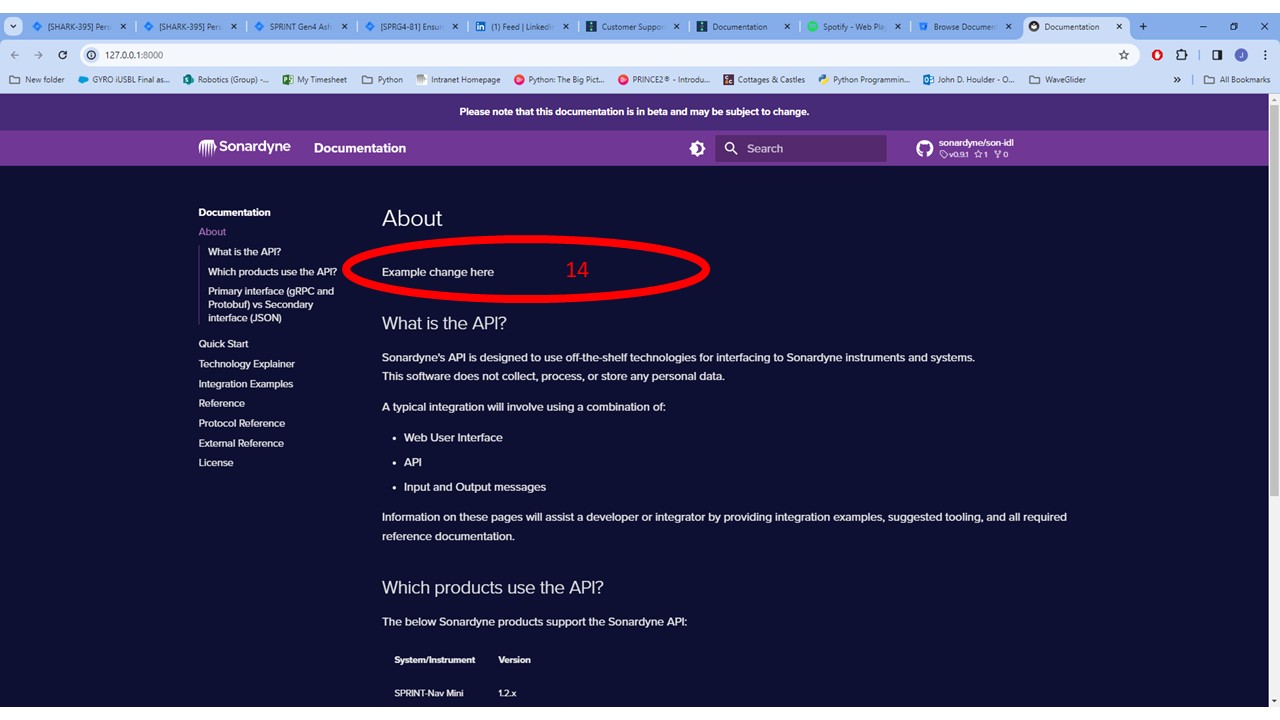 [SHARK-395] Pers
[SHARK-395] Pers
SPRINT Gen4 Ash
[SPRG4-81] Ensur
(1) Feed | LinkedIn
Customer Suppor
Documentation
Spotify - Web Pla
Browse Documen
Documentation
127.0.0.1:8000
New folder
GYRO iUSBL Final as...
Robotics (Group) -...
My Timesheet
Python
Intranet Homepage
Python: The Big Pict...
PRINCE2® - Introdu...
Cottages & Castles
Python Programmin...
John D. Houlder - O...
WaveGlider
»
All Bookmarks
Please note that this documentation is in beta and may be subject to change.
Sonardyne
Documentation
Search
sonardyne/son-idl
v0.9.1 1 0
Documentation
About
What is the API?
Which products use the API?
Primary interface (gRPC and
Protobuf) vs Secondary
interface (JSON)
Quick Start
Technology Explainer
Integration Examples
Reference
Protocol Reference
External Reference
License
About
Example change here
14
What is the API?
Sonardyne's API is designed to use off-the-shelf technologies for interfacing to Sonardyne instruments and systems.
This software does not collect, process, or store any personal data.
A typical integration will involve using a combination of:
• Web User Interface
• API
• Input and Output messages
Information on these pages will assist a developer or integrator by providing integration examples, suggested tooling, and all required
reference documentation.
Which products use the API?
The below Sonardyne products support the Sonardyne API:
System/Instrument Version
SPRINT-Nav Mini 1.2.x